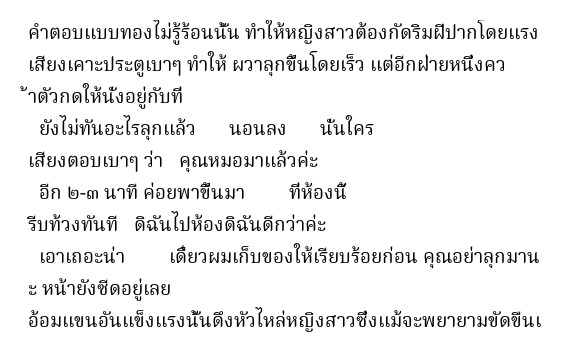 คำตอบแบบทองไม่รู้ร้อนนั้น ทำให้หญิงสาวต้องกัดริมฝีปากโดยแรง
เสียงเคาะประตูเบาๆ ทำให้ ผวาลุกขึ้นโดยเร็ว แต่อีกฝ่ายหนึ่งคว
้าตัวกดให้นั่งอยู่กับที่
ยังไม่ทันอะไรลุกแล้ว นอนลง นั่นใคร
เสียงตอบเบาๆ ว่า คุณหมอมาแล้วค่ะ
อีก ๒-๓ นาที ค่อยพาขึ้นมา ที่ห้องนี้
รีบท้วงทันที ดิฉันไปห้องดิฉันดีกว่าค่ะ
เอาเถอะน่า เดี๋ยวผมเก็บของให้เรียบร้อยก่อน คุณอย่าลุกมาน
ะ หน้ายังซีดอยู่เลย
อ้อมแขนอันแข็งแรงนั้นดึงหัวไหล่หญิงสาวซึ่งแม้จะพยายามขัดขืนเ